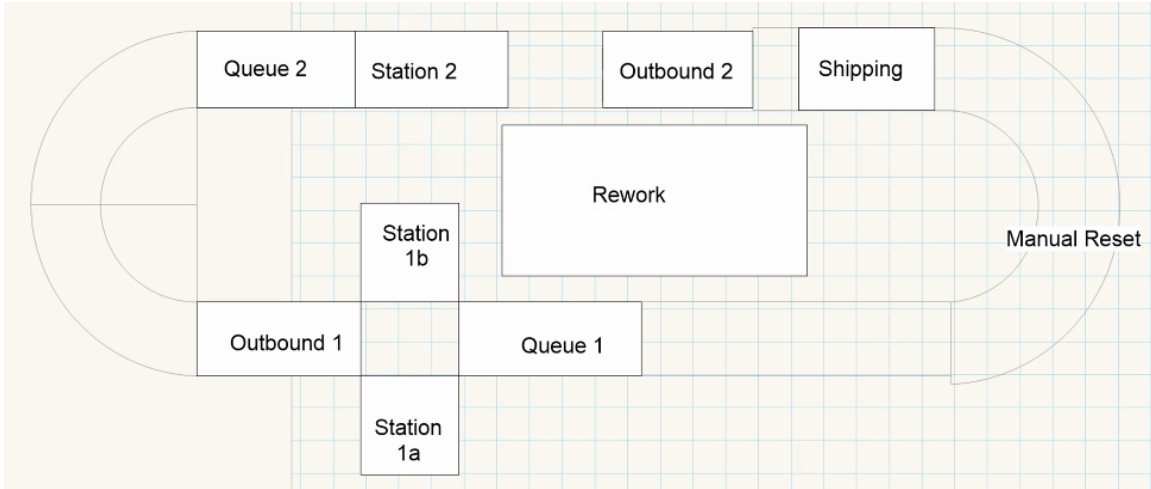 Queue 2
Station 2
Outbound 2
Shipping
Rework
Station
1b
Manual Reset
Outbound 1
Queue 1
Station
1a